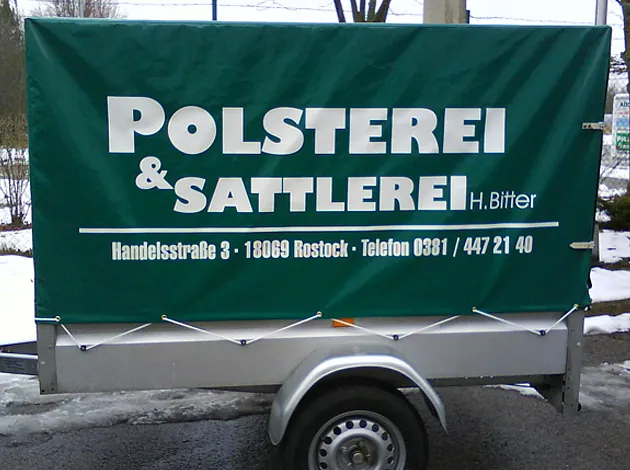 POLSTEREI
& SATTLEREI H. Bitter
Handelsstraße 3 · 18069 Rostock · Telefon 0381 / 447 21 40